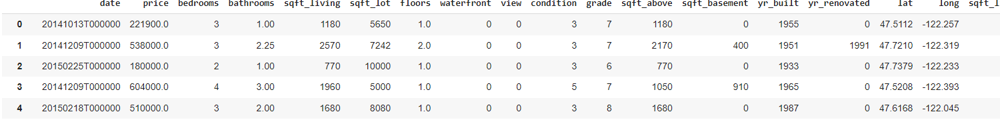 date price bedrooms bathrooms sqft_living sqft_lot floors waterfront view condition grade sqft_above sqft_basement yr_built yr_renovated lat long sqft_l
0 20141013T000000 221900.0 3 1.00 1180 5650 1.0 0 0 3 7 1180 0 1955 0 47.5112 -122.257
1 20141209T000000 538000.0 3 2.25 2570 7242 2.0 0 0 3 7 2170 400 1951 1991 47.7210 -122.319
2 20150225T000000 180000.0 2 1.00 770 10000 1.0 0 0 3 6 770 0 1933 0 47.7379 -122.233
3 20141209T000000 604000.0 4 3.00 1960 5000 1.0 0 0 5 7 1050 910 1965 0 47.5208 -122.393
4 20150218T000000 510000.0 3 2.00 1680 8080 1.0 0 0 3 8 1680 0 1987 0 47.6168 -122.045